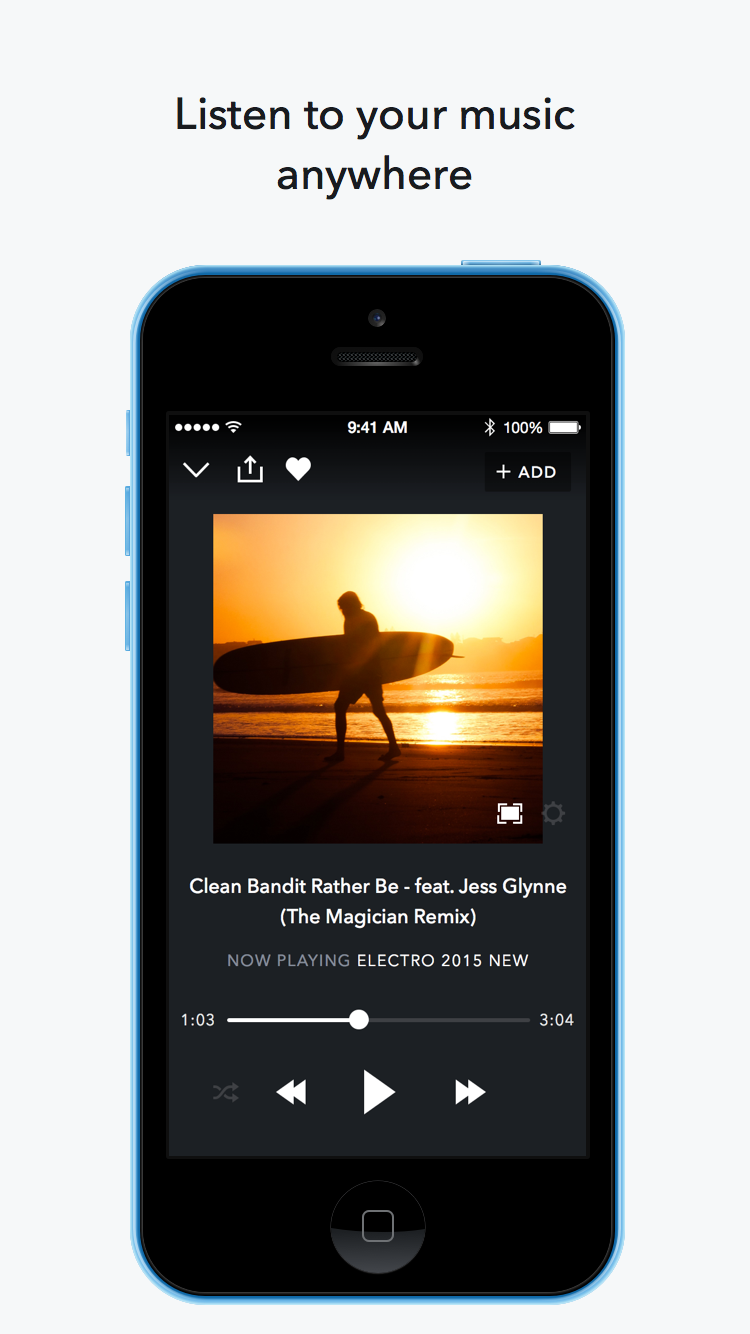 Listen to your music
anywhere
9:41 AM
100%
+ ADD
Clean Bandit Rather Be - feat. Jess Glynne
(The Magician Remix)
NOW PLAYING ELECTRO 2015 NEW
1:03
3:04